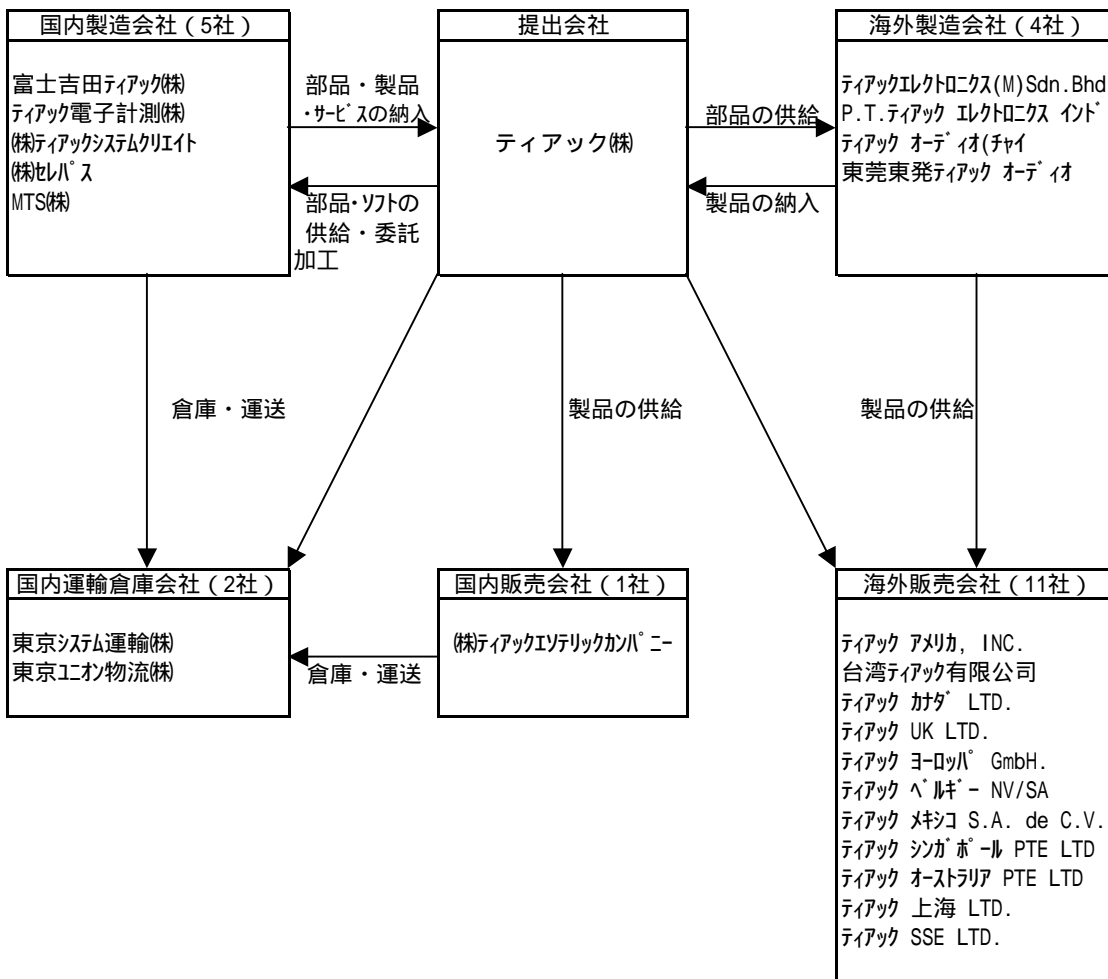 国内製造会社（5社）
富士吉田ティアック㈱
ティアック電子計測㈱
㈱ティアックシステムクリエイト
㈱セレパス
MTS㈱
部品・製品
・サービスの納入
部品・ソフトの
供給・委託
加工
提出会社
ティアック㈱
部品の供給
製品の納入
海外製造会社（4社）
ティアックエレクトロニクス(M)Sdn.Bhd
P.T.ティアック エレクトロニクス インド
ティアック オーディオ(チャイ
東莞東発ティアック オーディオ
倉庫・運送
製品の供給
製品の供給
国内運輸倉庫会社（2社）
東京システム運輸㈱
東京ユニオン物流㈱
倉庫・運送
国内販売会社（1社）
㈱ティアックエソテリックカンパニー
海外販売会社（11社）
ティアック アメリカ, INC.
台湾ティアック有限公司
ティアック カナダ LTD.
ティアック UK LTD.
ティアック ヨーロッパ GmbH.
ティアック ベルギー NV/SA
ティアック メキシコ S.A. de C.V.
ティアック シンガポール PTE LTD
ティアック オーストラリア PTE LTD
ティアック 上海 LTD.
ティアック SSE LTD.